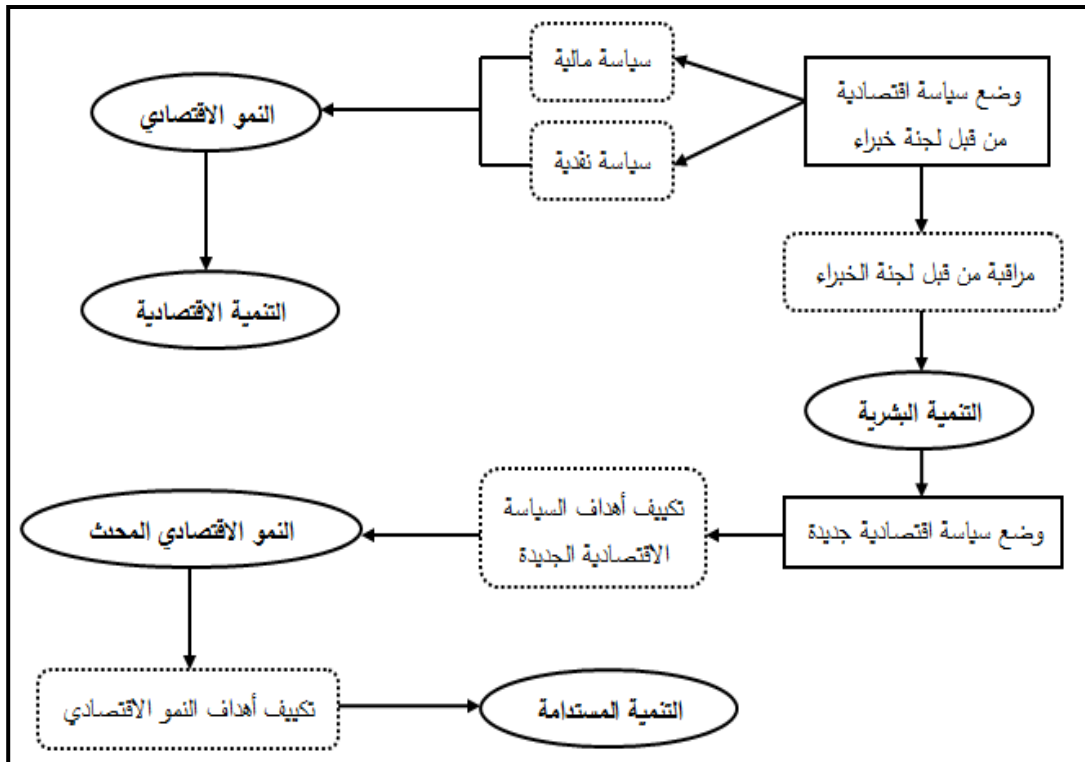 وضع سياسة اقتصادية
من قبل لجنة خبراء
سياسة مالية
سياسة نقدية
النمو الاقتصادي
التنمية الاقتصادية
مراقبة من قبل لجنة الخبراء
التنمية البشرية
وضع سياسة اقتصادية جديدة
تكييف أهداف السياسة
الاقتصادية الجديدة
النمو الاقتصادي المحدث
تكييف أهداف النمو الاقتصادي
التنمية المستدامة